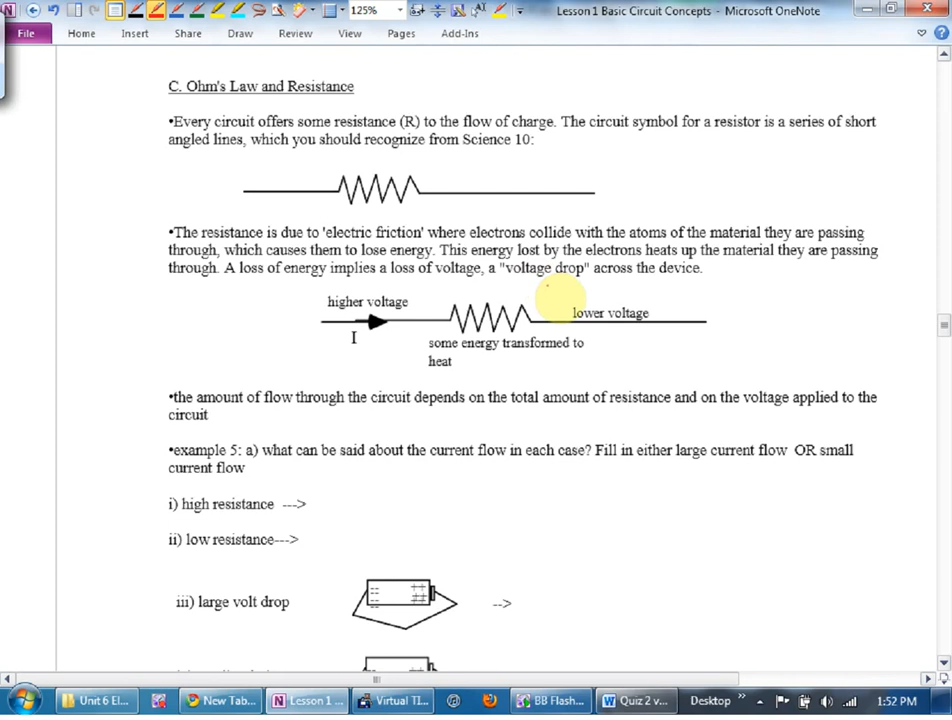 Lesson 1 Basic Circuit Concepts - Microsoft OneNote
125%
File Home Insert Share Draw Review View Pages Add-Ins
C. Ohm's Law and Resistance
•Every circuit offers some resistance (R) to the flow of charge. The circuit symbol for a resistor is a series of short
angled lines, which you should recognize from Science 10:
•The resistance is due to 'electric friction' where electrons collide with the atoms of the material they are passing
through, which causes them to lose energy. This energy lost by the electrons heats up the material they are passing
through. A loss of energy implies a loss of voltage, a "voltage drop" across the device.
higher voltage
lower voltage
I
some energy transformed to
heat
•the amount of flow through the circuit depends on the total amount of resistance and on the voltage applied to the
circuit
•example 5: a) what can be said about the current flow in each case? Fill in either large current flow OR small
current flow
i) high resistance --->
ii) low resistance--->
iii) large volt drop -->
Unit 6 El... New Tab... Lesson 1 ... Virtual TI... BB Flash... Quiz 2 v... Desktop » 1:52 PM